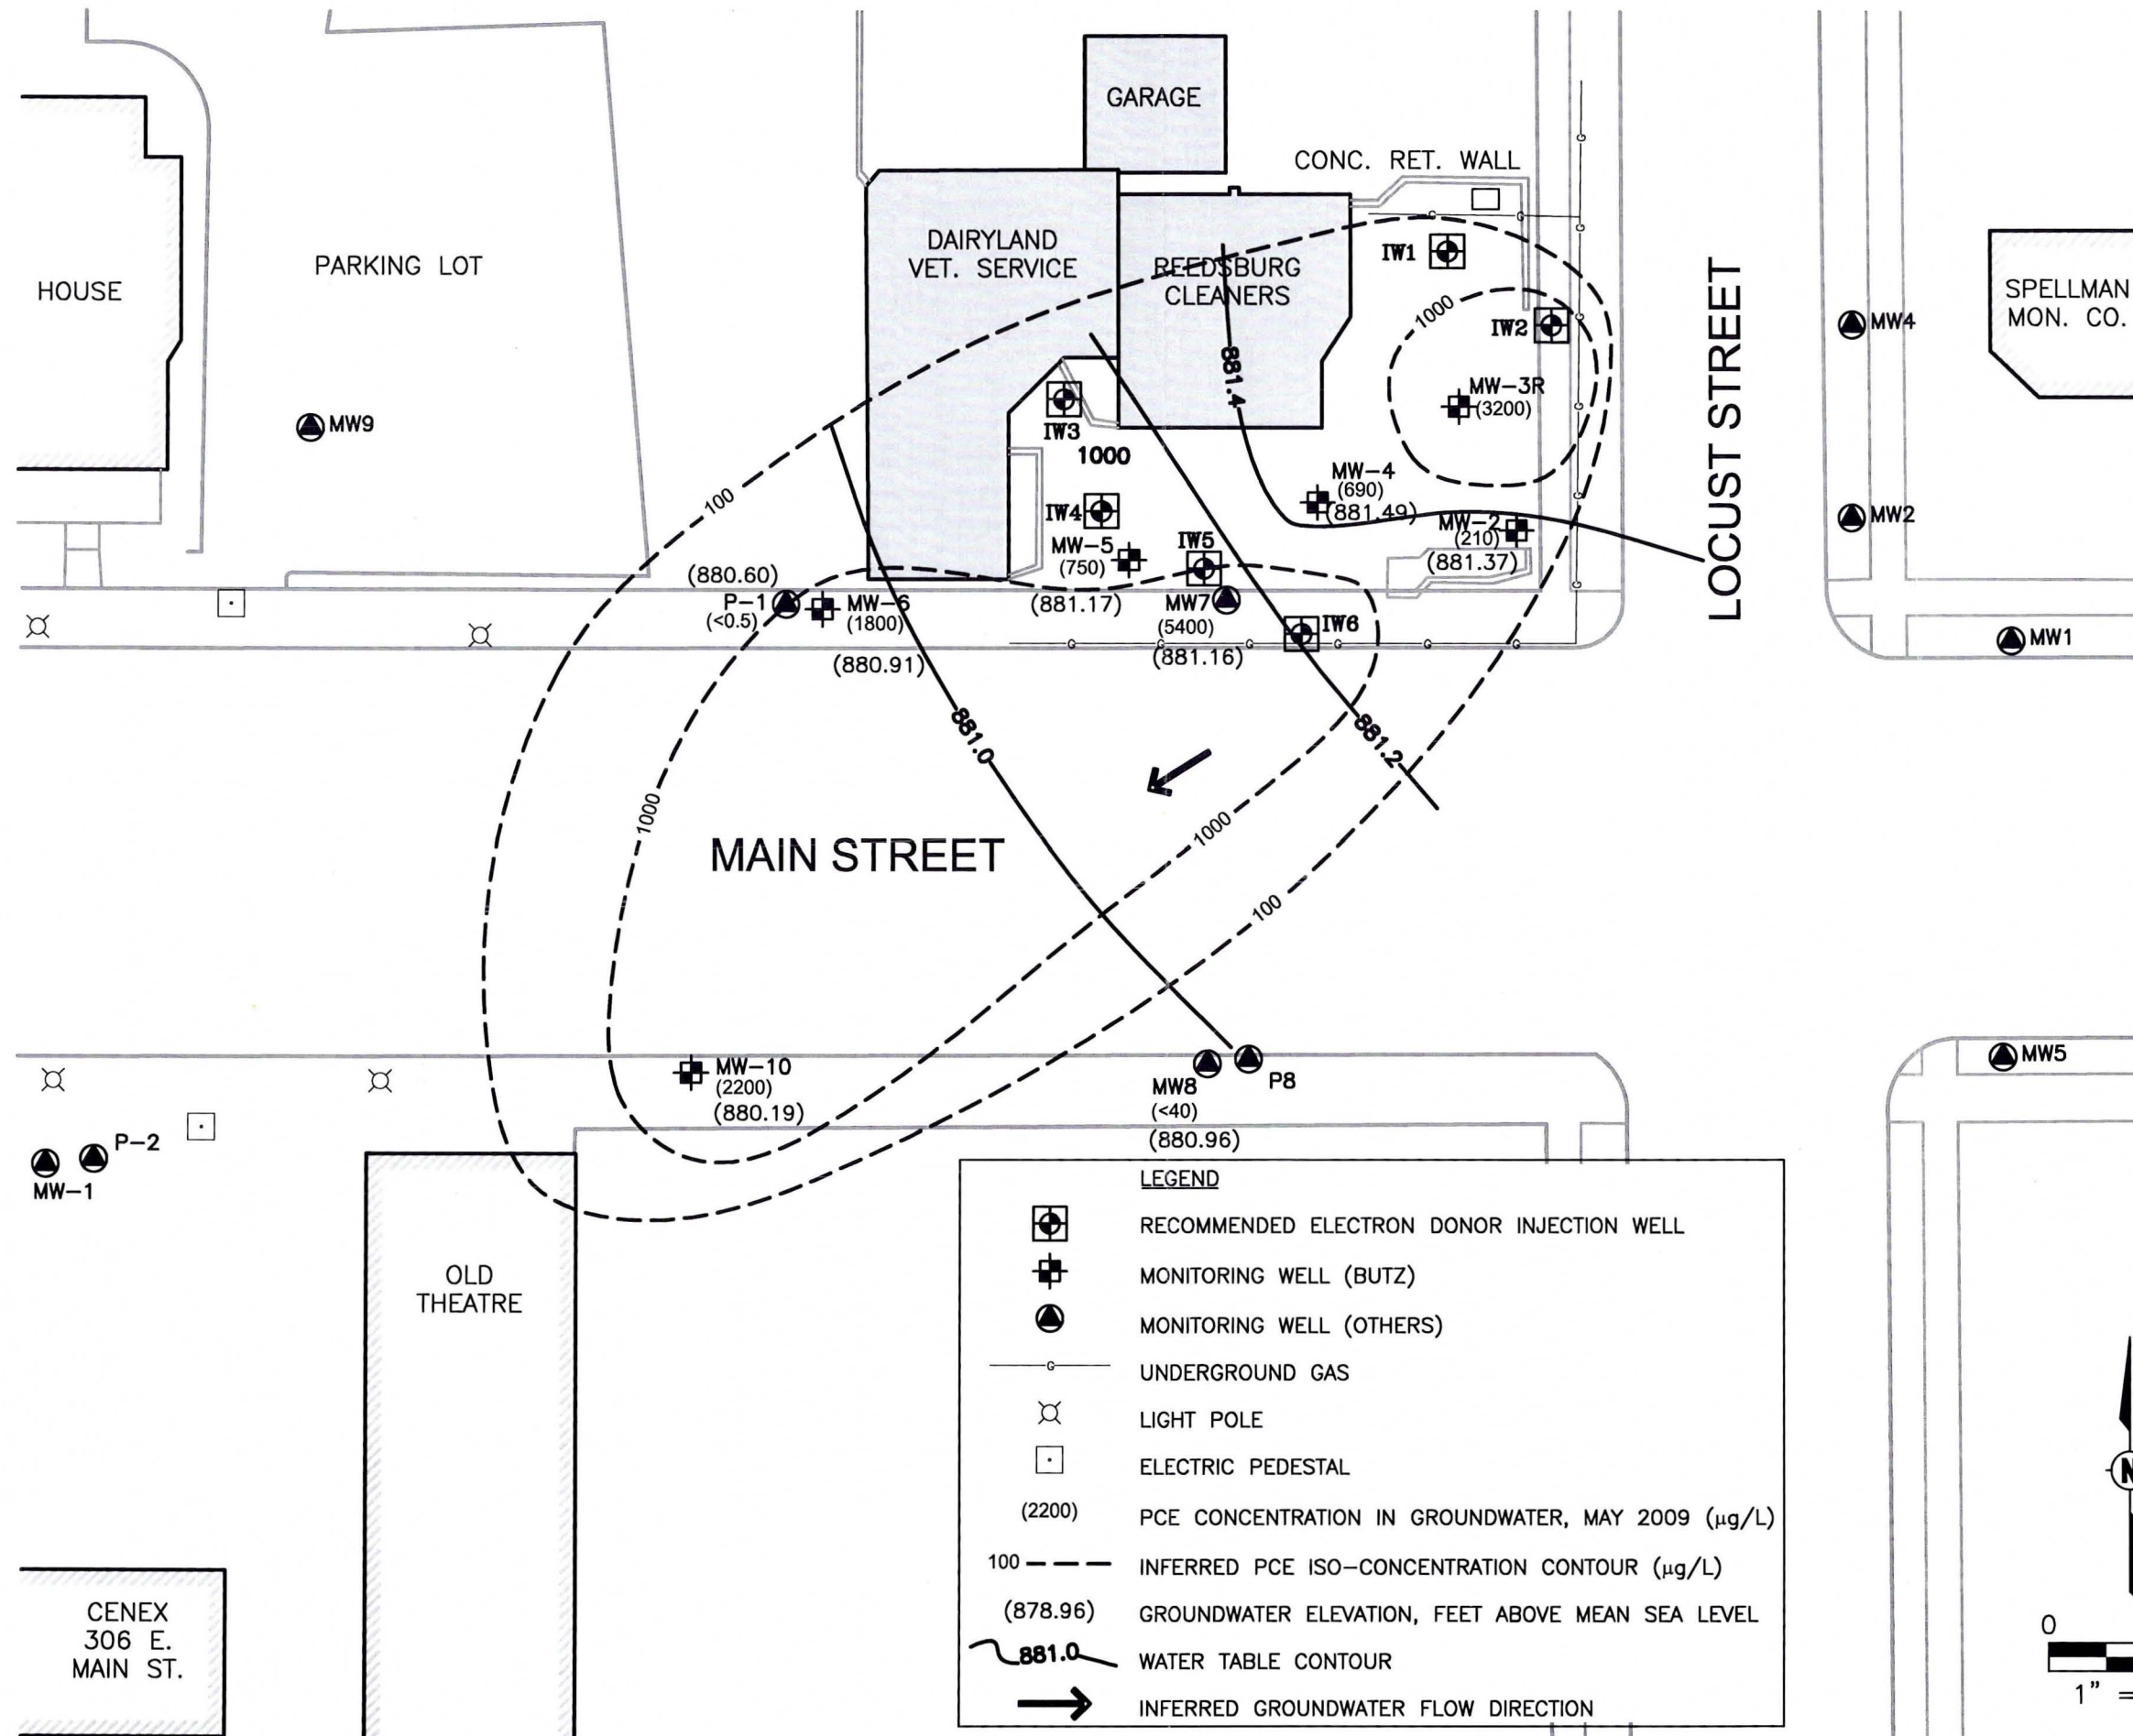 GARAGE
CONC. RET. WALL
HOUSE
PARKING LOT
DAIRYLAND
VET. SERVICE
REEDSBURG
CLEANERS
IW1
1000
IW2
881.4
MW-3R
(3200)
IW3
1000
MW9
100
MW-4
(690)
(881.49)
MW-2
(210)
(881.37)
IW4
MW-5
(750)
(881.17)
IW5
MW7
(5400)
(881.16)
IW6
(880.60)
P-1
(<0.5)
MW-6
(1800)
(880.91)
LOCUST STREET
SPELLMAN
MON. CO.
MW4
MW2
MW1
881.0
881.2
1000
1000
100
MAIN STREET
MW-10
(2200)
(880.19)
MW8
(<40)
(880.96)
P8
MW5
P-2
MW-1
OLD
THEATRE
CENEX
306 E.
MAIN ST.
LEGEND
RECOMMENDED ELECTRON DONOR INJECTION WELL
MONITORING WELL (BUTZ)
MONITORING WELL (OTHERS)
G UNDERGROUND GAS
LIGHT POLE
ELECTRIC PEDESTAL
(2200) PCE CONCENTRATION IN GROUNDWATER, MAY 2009 (µg/L)
100 INFERRED PCE ISO-CONCENTRATION CONTOUR (µg/L)
(878.96) GROUNDWATER ELEVATION, FEET ABOVE MEAN SEA LEVEL
881.0 WATER TABLE CONTOUR
INFERRED GROUNDWATER FLOW DIRECTION
N
0
1" =